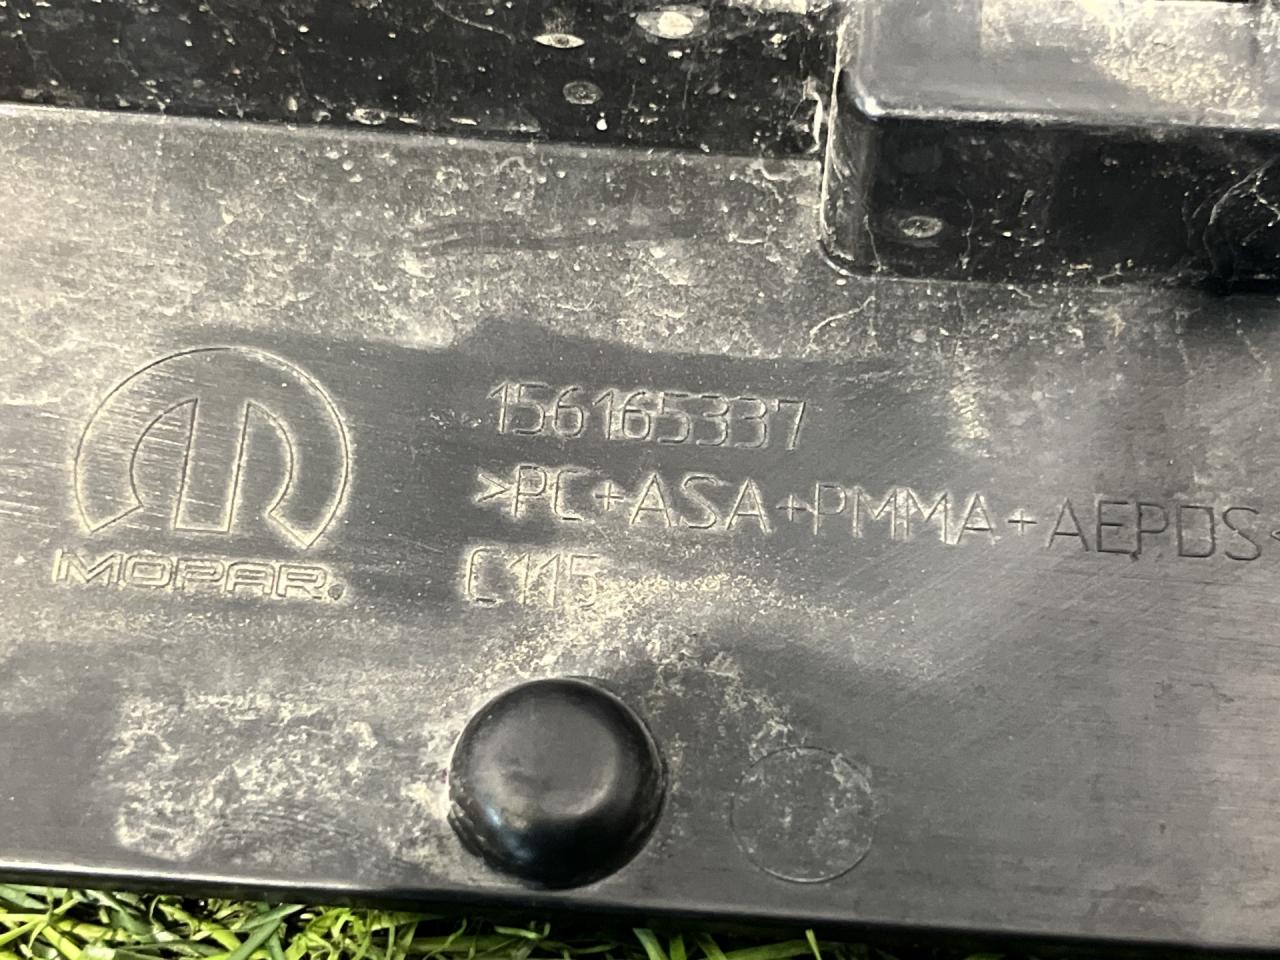 156165337
>PC+ASA+PMMA+AEPDS<
C115
MOPAR.